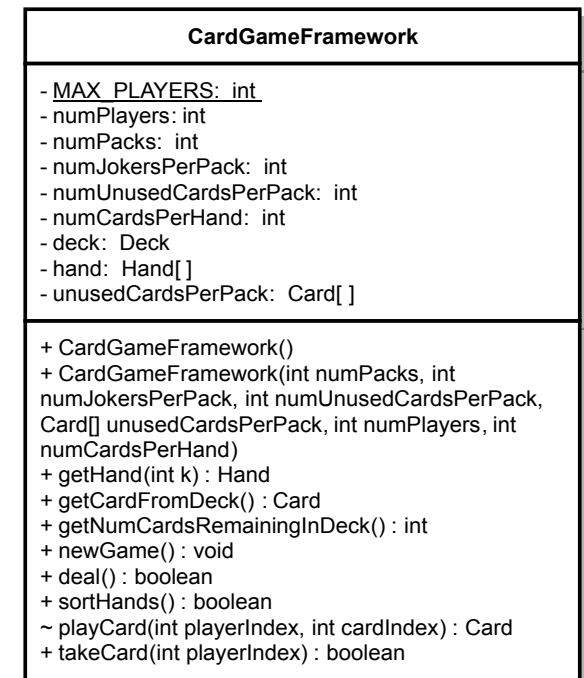 CardGameFramework
- MAX_PLAYERS: int
- numPlayers: int
- numPacks: int
- numJokersPerPack: int
- numUnusedCardsPerPack: int
- numCardsPerHand: int
- deck: Deck
- hand: Hand[ ]
- unusedCardsPerPack: Card[ ]
+ CardGameFramework()
+ CardGameFramework(int numPacks, int
numJokersPerPack, int numUnusedCardsPerPack,
Card[] unusedCardsPerPack, int numPlayers, int
numCardsPerHand)
+ getHand(int k) : Hand
+ getCardFromDeck() : Card
+ getNumCardsRemainingInDeck() : int
+ newGame() : void
+ deal() : boolean
+ sortHands() : boolean
~ playCard(int playerIndex, int cardIndex) : Card
+ takeCard(int playerIndex) : boolean